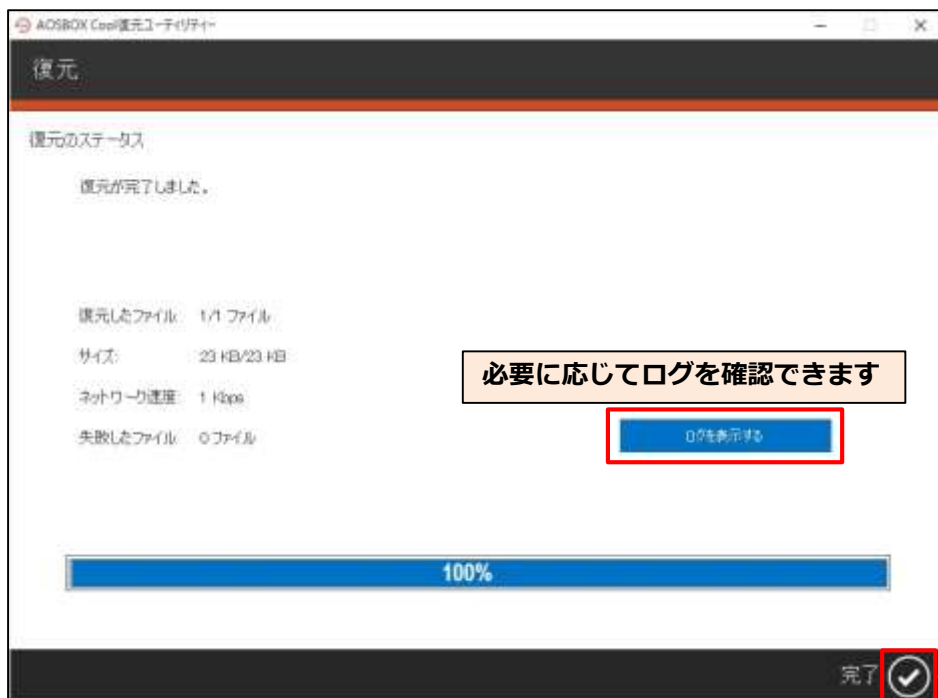 AOSBOX Cool復元ユーティリティー
復元
復元のステータス
復元が完了しました。
復元したファイル 1/1 ファイル
サイズ: 23 KB/23 KB
必要に応じてログを確認できます
ネットワーク速度 1 Kbps
失敗したファイル 0 ファイル
ログを表示する
100%
完了